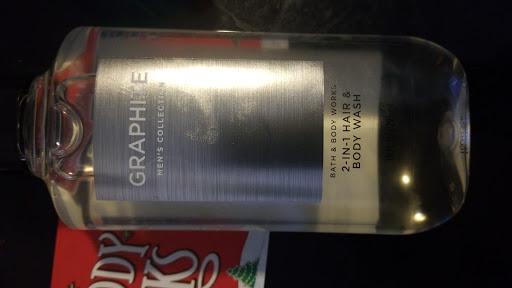 GRAPHITE
MEN'S COLLECTION
BATH & BODY WORKS
2-IN-1 HAIR &
BODY WASH